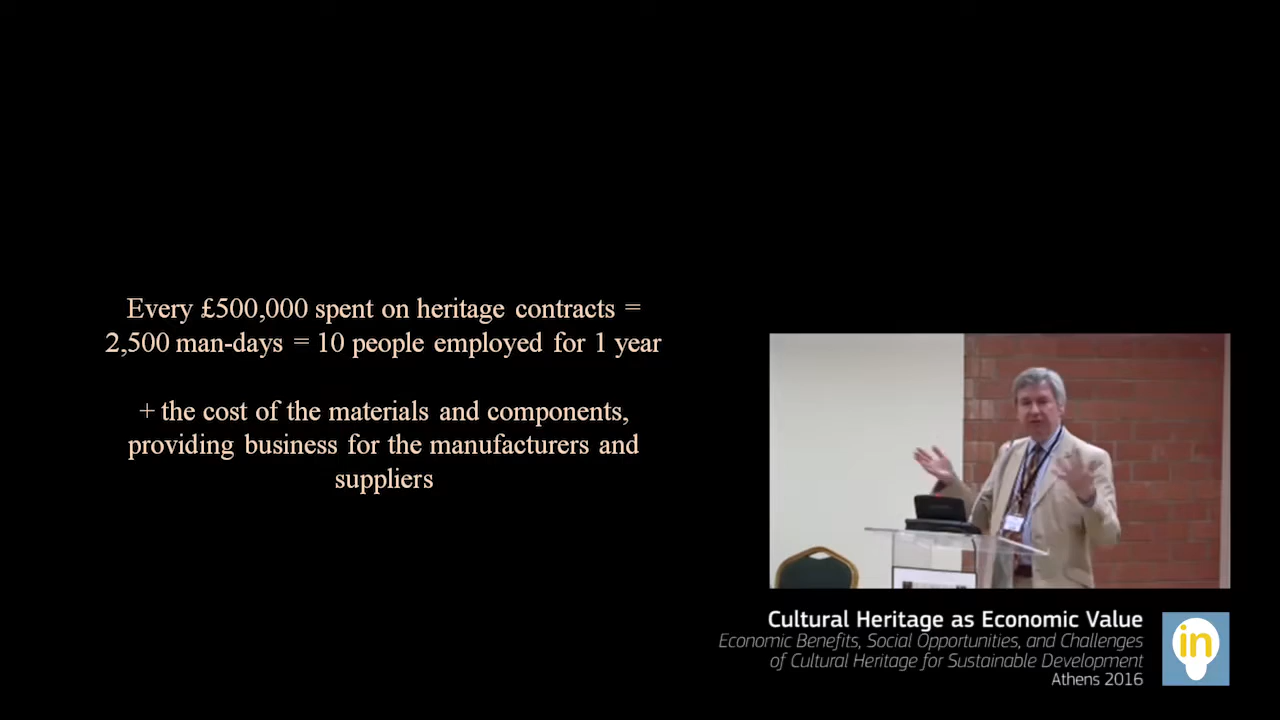 Every £500,000 spent on heritage contracts =
2,500 man-days = 10 people employed for 1 year
+ the cost of the materials and components,
providing business for the manufacturers and
suppliers
Cultural Heritage as Economic Value
Economic Benefits, Social Opportunities, and Challenges
of Cultural Heritage for Sustainable Development
Athens 2016
in